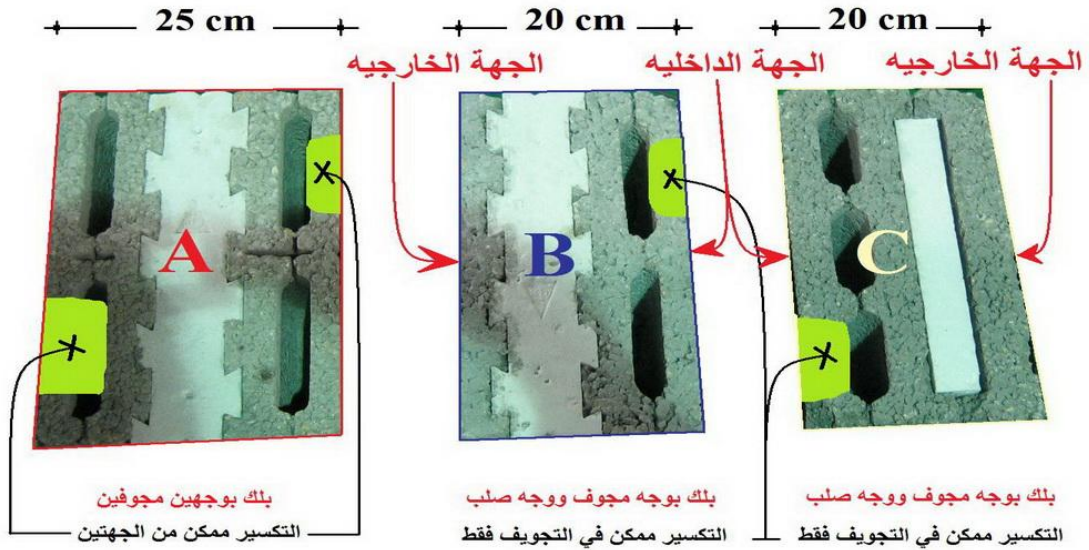 25 cm
20 cm
20 cm
الجهة الخارجيه
الجهة الداخليه
الجهة الخارجيه
A
B
C
بلك بوجهين مجوفين
التكسير ممكن من الجهتين
بلك بوجه مجوف ووجه صلب
التكسير ممكن في التجويف فقط
بلك بوجه مجوف ووجه صلب
التكسير ممكن في التجويف فقط